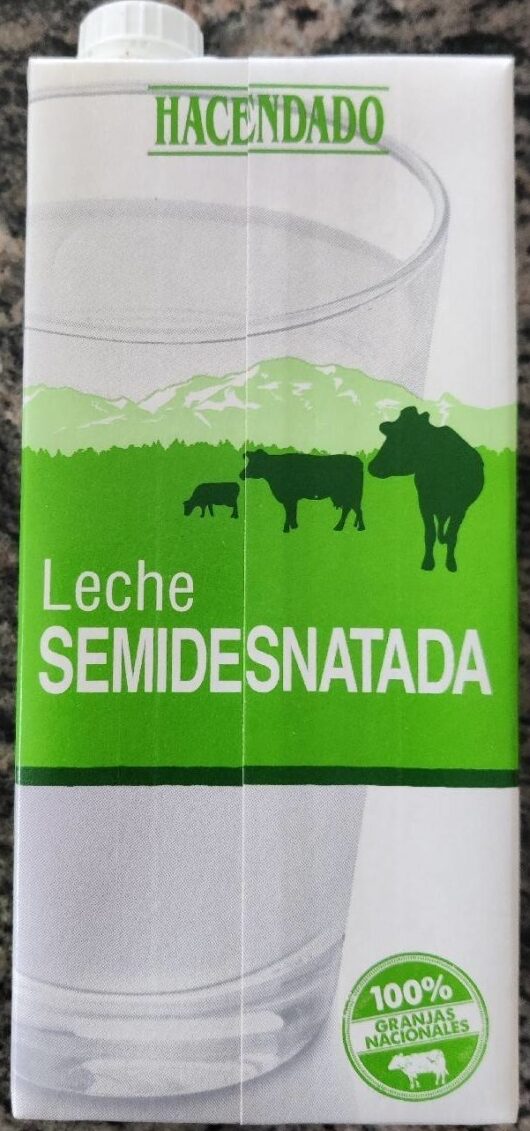 HACENDADO
Leche
SEMIDESNATADA
100%
GRANJAS
NACIONALES